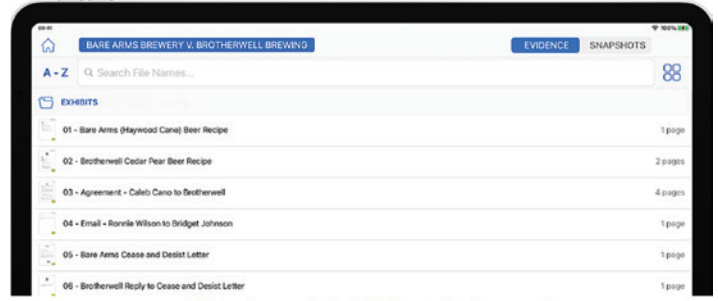 09:41
100%
BARE ARMS BREWERY V. BROTHERWELL BREWING
EVIDENCE
SNAPSHOTS
A - Z
Search File Names...
EXHIBITS
01 - Bare Arms (Haywood Cano) Beer Recipe 1 page
02 - Brotherwell Cedar Pear Beer Recipe 2 pages
03 - Agreement - Caleb Cano to Brotherwell 4 pages
04 - Email - Ronnie Wilson to Bridget Johnson 1 page
05 - Bare Arms Cease and Desist Letter 1 page
06 - Brotherwell Reply to Cease and Desist Letter 1 page